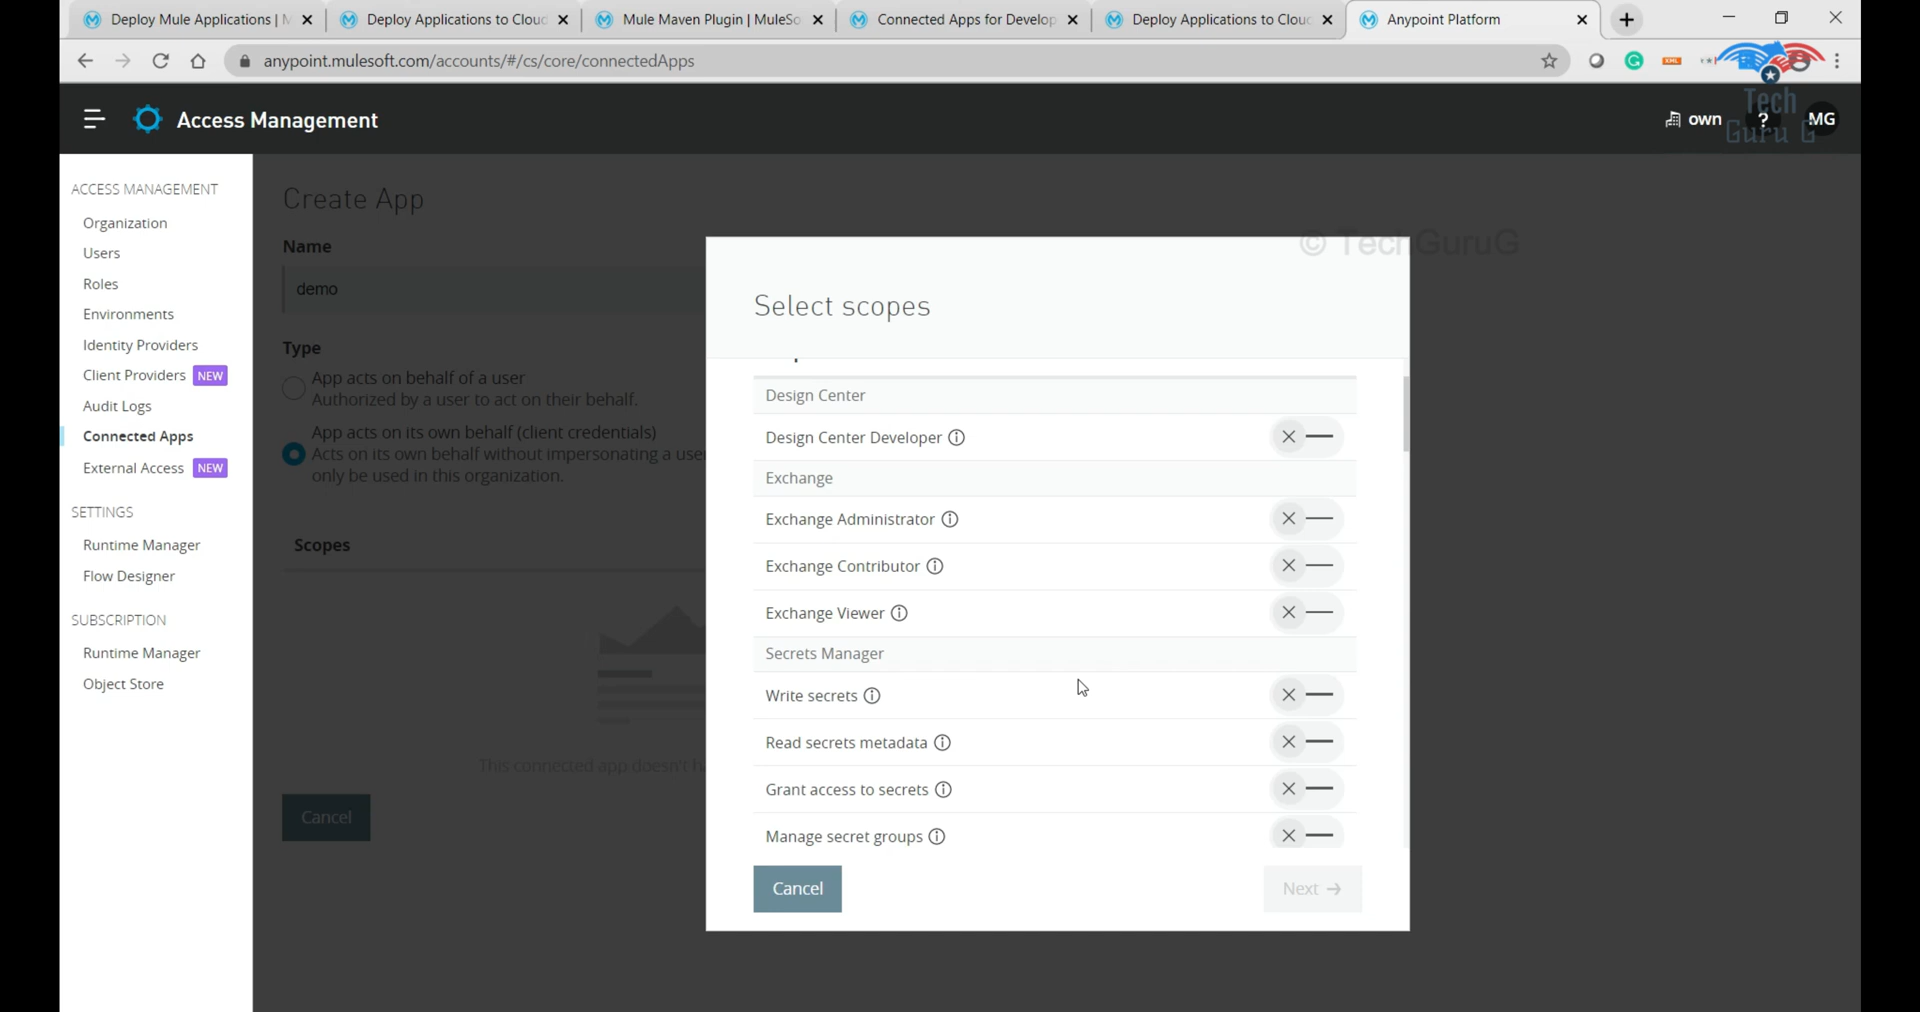 Deploy Mule Applications | M
Deploy Applications to Cloud
Mule Maven Plugin | MuleSo
Connected Apps for Develop
Deploy Applications to Clou
Anypoint Platform
anypoint.mulesoft.com/accounts/#/cs/core/connectedApps
XML
Access Management
own
?
MG
Tech
Guru G
ACCESS MANAGEMENT
Organization
Users
Roles
Environments
Identity Providers
Client Providers NEW
Audit Logs
Connected Apps
External Access NEW
SETTINGS
Runtime Manager
Flow Designer
SUBSCRIPTION
Runtime Manager
Object Store
Create App
Name
demo
Type
App acts on behalf of a user
Authorized by a user to act on their behalf.
App acts on its own behalf (client credentials)
Acts on its own behalf without impersonating a use
only be used in this organization.
Scopes
This connected app doesn't h
Cancel
© TechGuruG
Select scopes
Design Center
Design Center Developer
Exchange
Exchange Administrator
Exchange Contributor
Exchange Viewer
Secrets Manager
Write secrets
Read secrets metadata
Grant access to secrets
Manage secret groups
Cancel
Next →